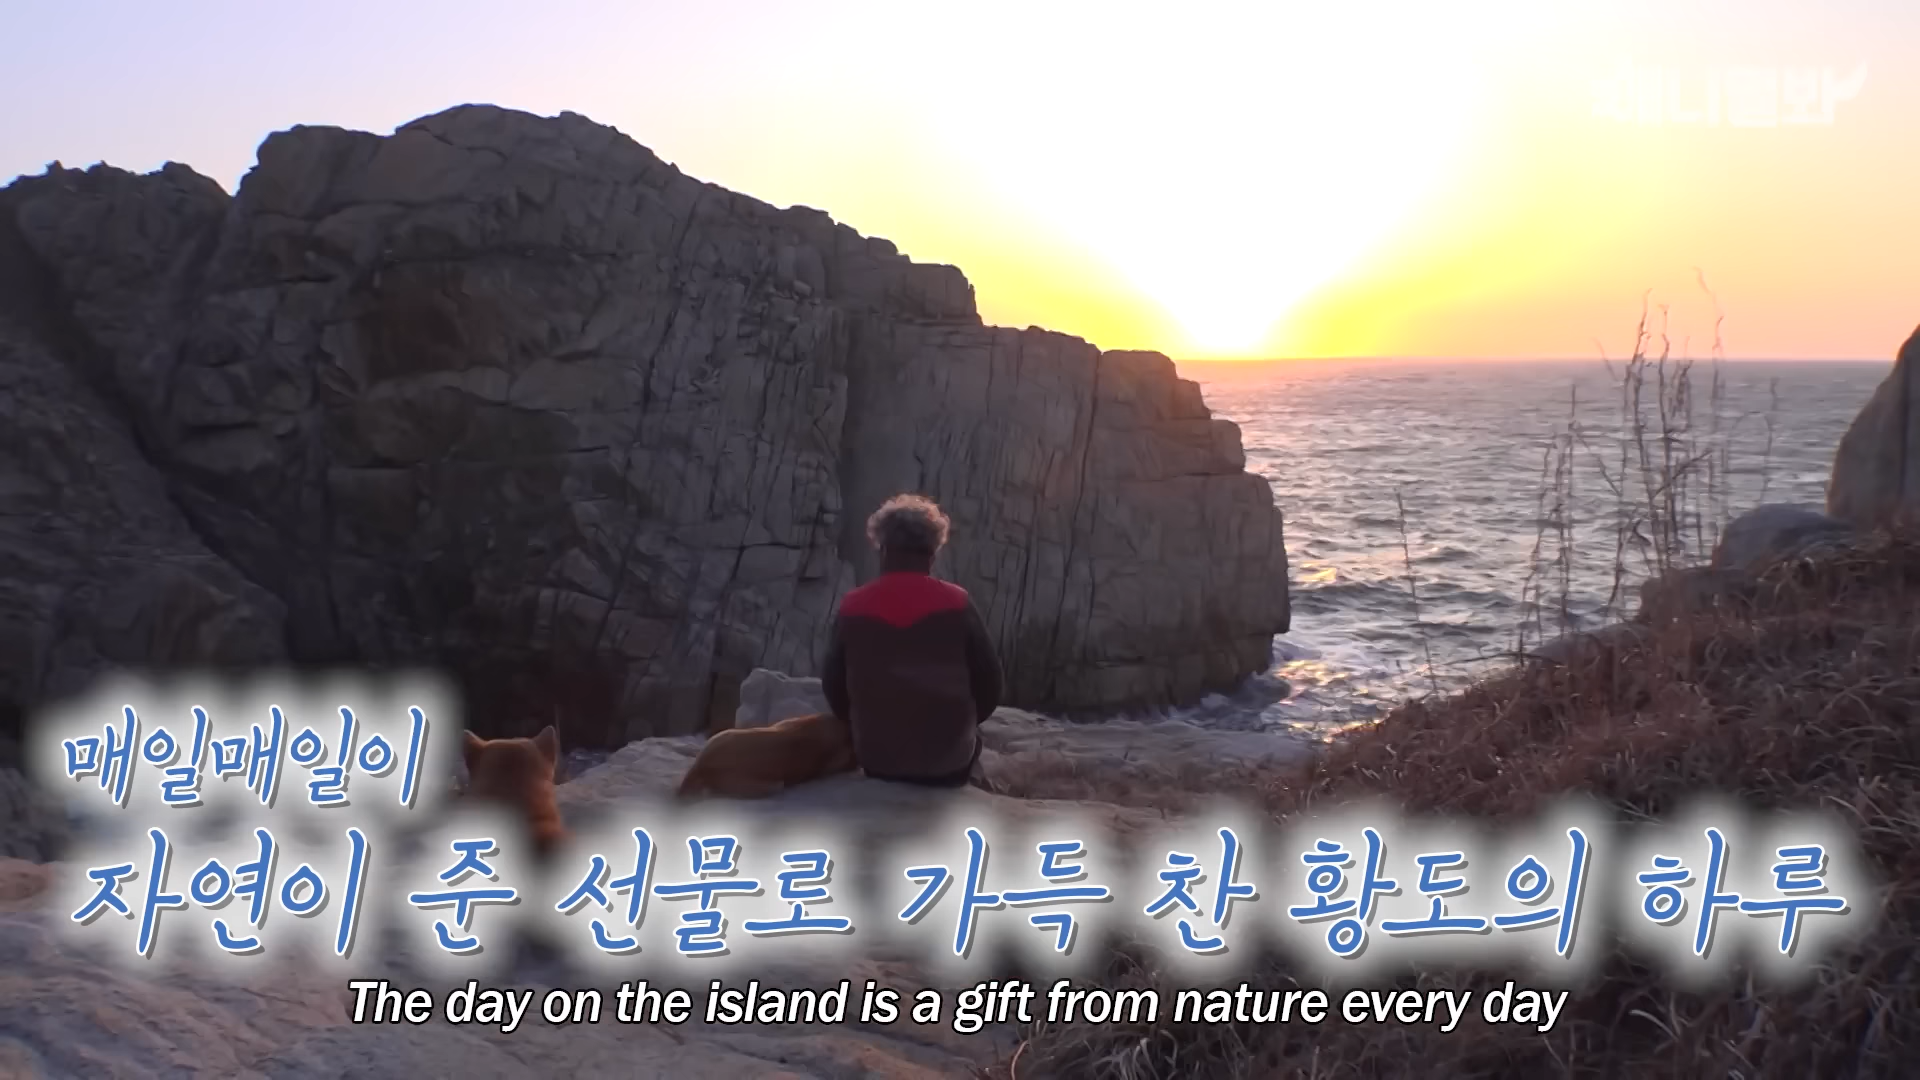 매일매일이
자연이 준 선물로 가득 찬 황도의 하루
The day on the island is a gift from nature every day